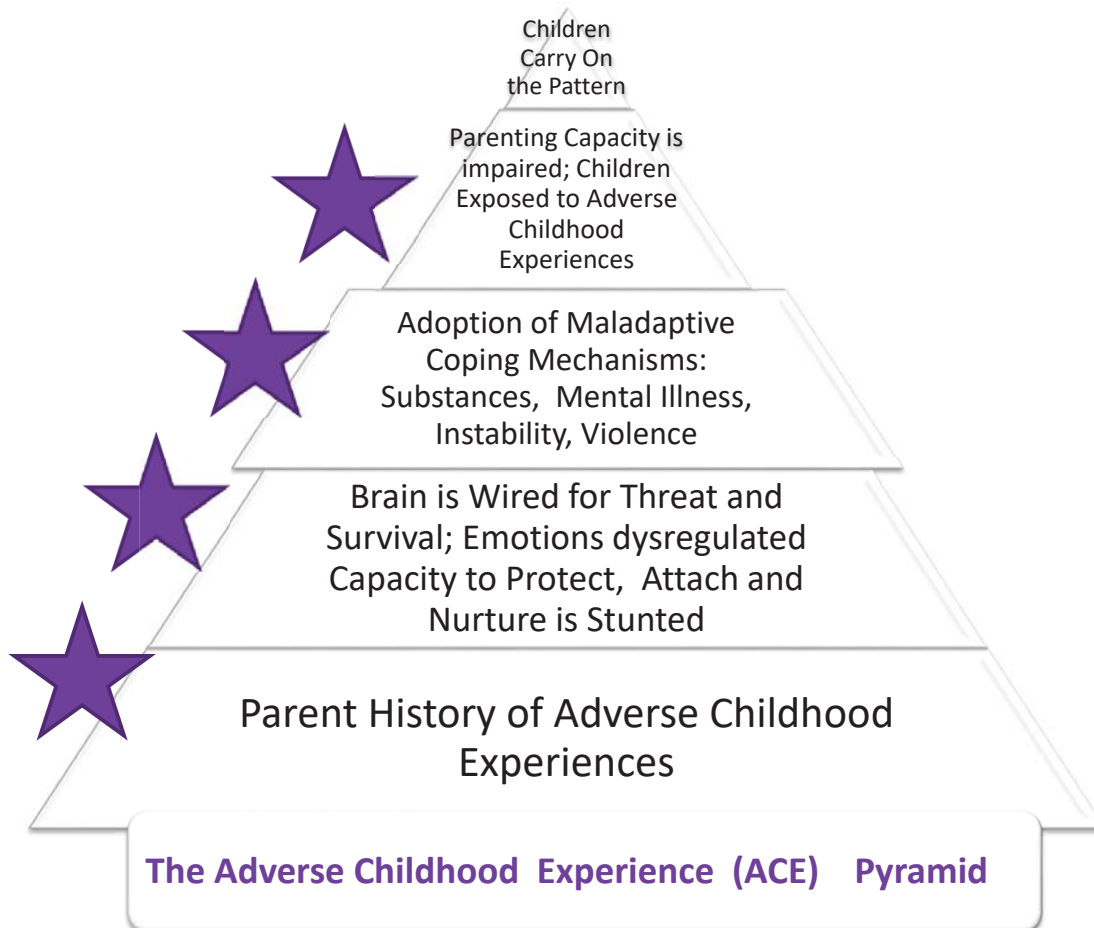 Children
Carry On
the Pattern
Parenting Capacity is
impaired; Children
Exposed to Adverse
Childhood
Experiences
Adoption of Maladaptive
Coping Mechanisms:
Substances,  Mental Illness,
Instability, Violence
Brain is Wired for Threat and
Survival; Emotions dysregulated
Capacity to Protect,  Attach and
Nurture is Stunted
Parent History of Adverse Childhood
Experiences
The Adverse Childhood  Experience  (ACE)    Pyramid